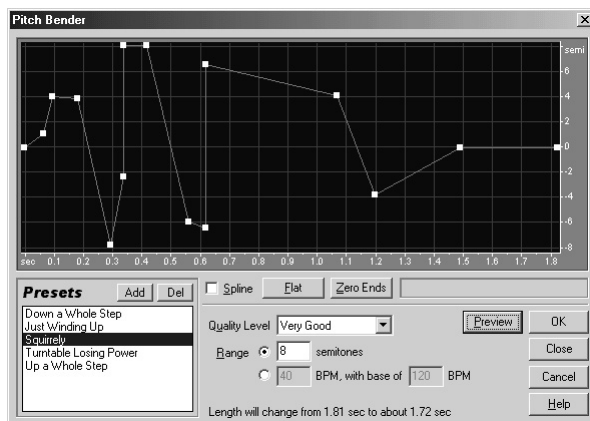 Pitch Bender
semi
6
4
2
0
-2
-4
-6
-8
sec 0.1 0.2 0.3 0.4 0.5 0.6 0.7 0.8 0.9 1.0 1.1 1.2 1.3 1.4 1.5 1.6 1.7 1.8
Presets Add Del
Down a Whole Step
Just Winding Up
Squirrely
Turntable Losing Power
Up a Whole Step
Spline Flat Zero Ends
Quality Level Very Good
Range 8 semitones
40 BPM, with base of 120 BPM
Length will change from 1.81 sec to about 1.72 sec
Preview OK
Close
Cancel
Help